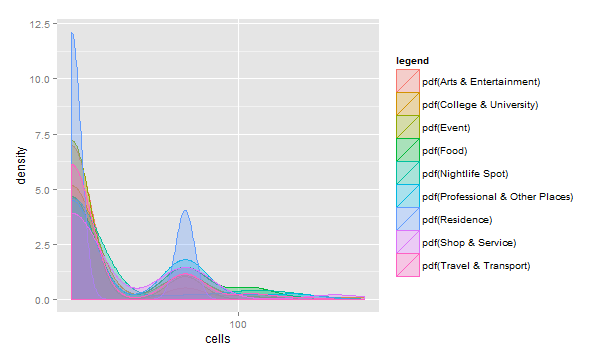 12.5
10.0
7.5
5.0
2.5
0.0
density
100
cells
legend
pdf(Arts & Entertainment)
pdf(College & University)
pdf(Event)
pdf(Food)
pdf(Nightlife Spot)
pdf(Professional & Other Places)
pdf(Residence)
pdf(Shop & Service)
pdf(Travel & Transport)